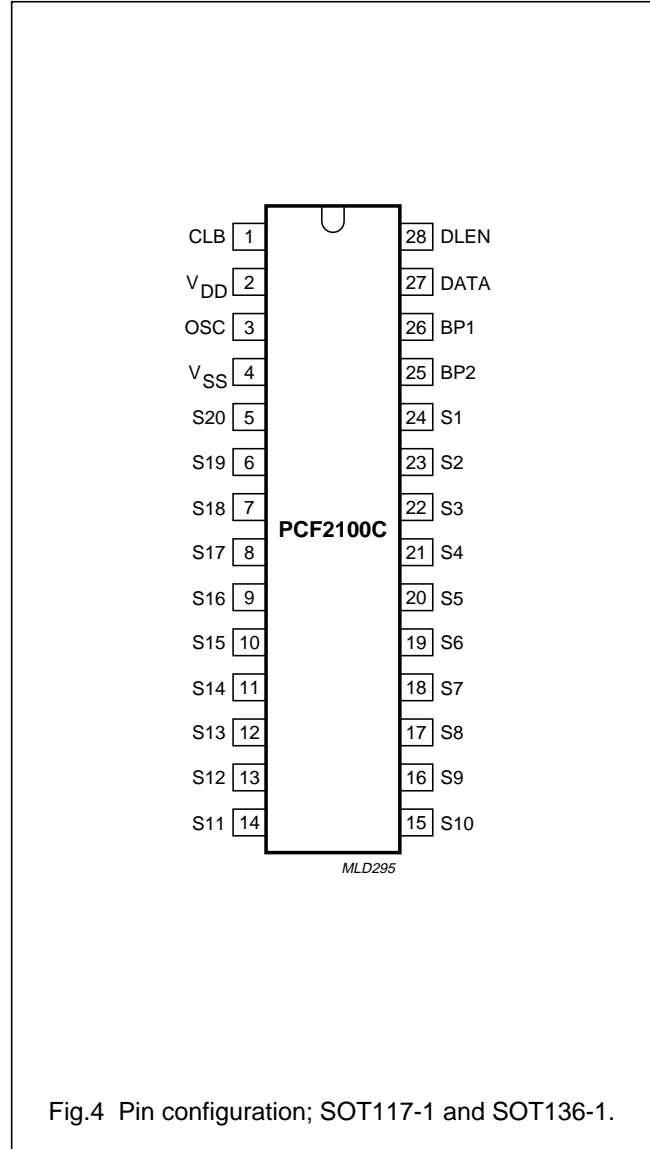 CLB 1 28 DLEN
VDD 2 27 DATA
OSC 3 26 BP1
VSS 4 25 BP2
S20 5 24 S1
S19 6 23 S2
S18 7 22 S3
PCF2100C
S17 8 21 S4
S16 9 20 S5
S15 10 19 S6
S14 11 18 S7
S13 12 17 S8
S12 13 16 S9
S11 14 15 S10
MLD295
Fig.4 Pin configuration; SOT117-1 and SOT136-1.